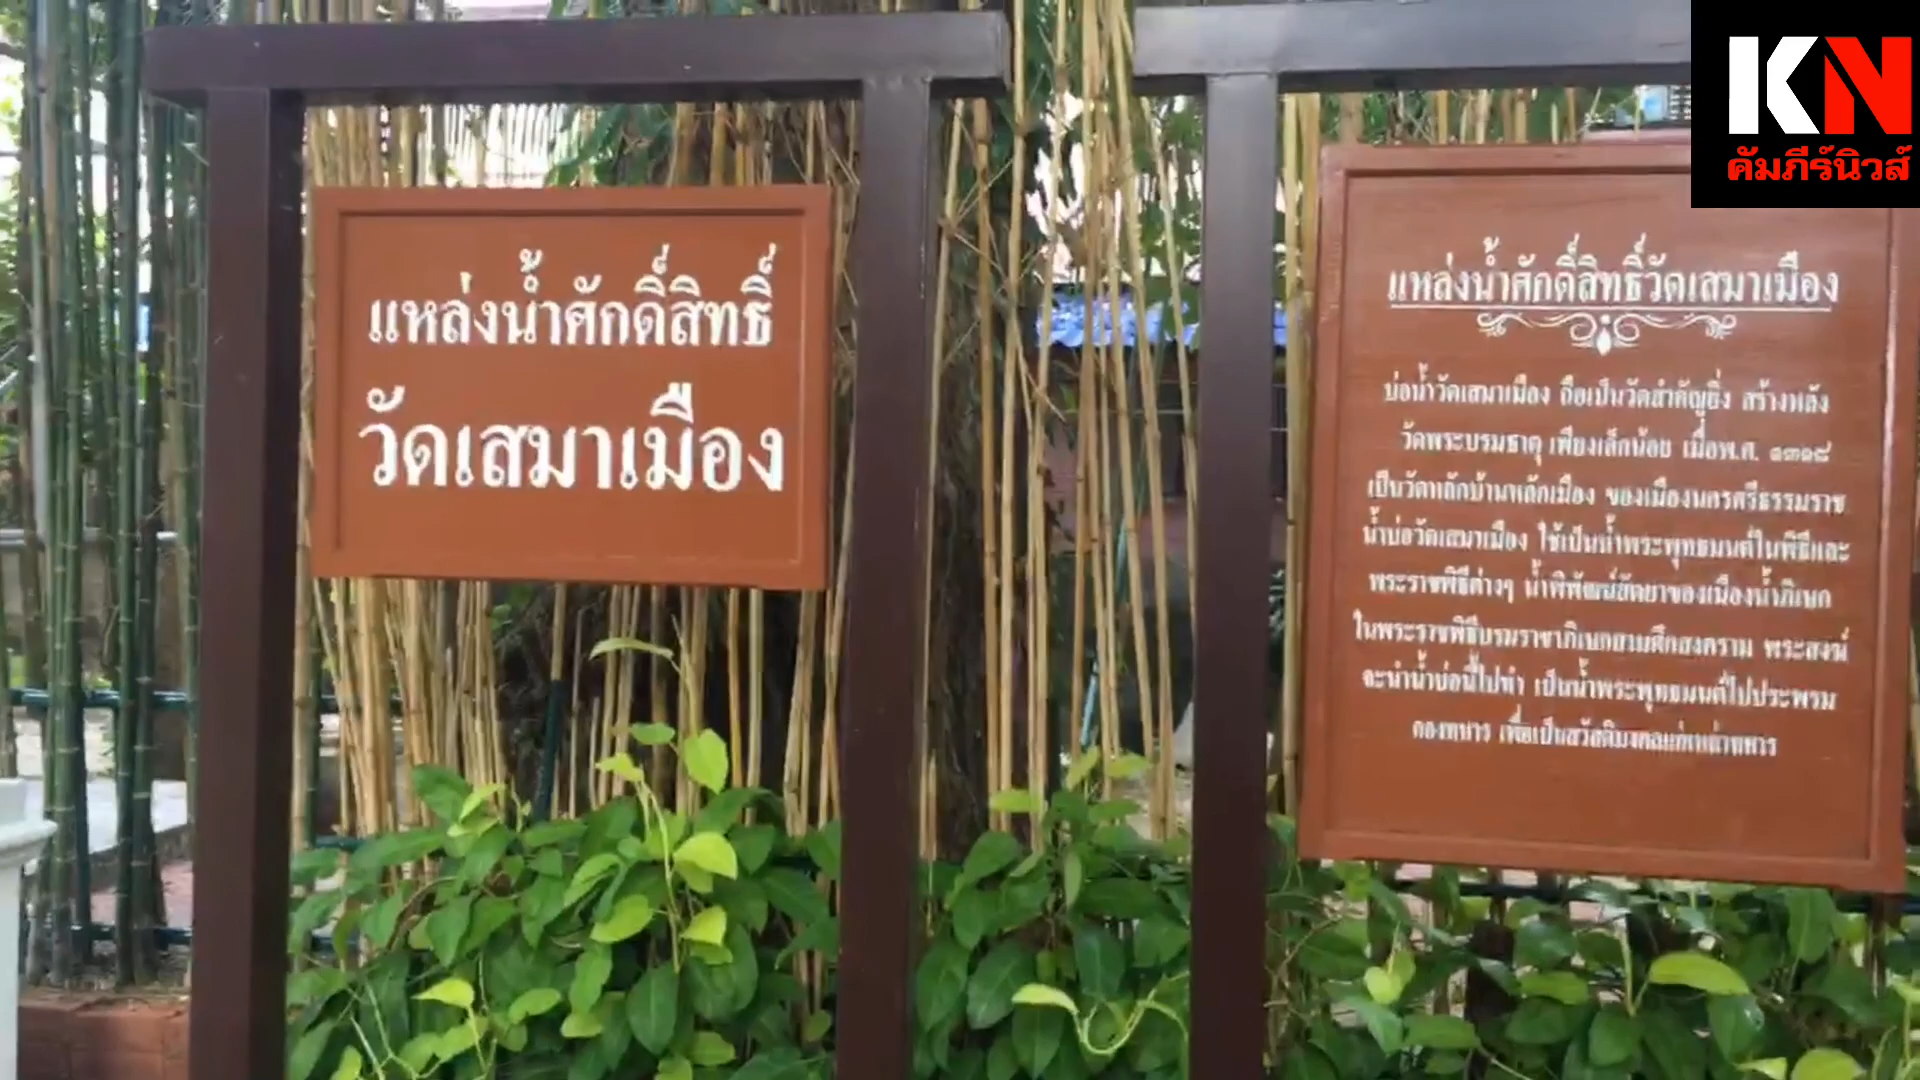 แหล่งน้ำศักดิ์สิทธิ์
วัดเสมาเมือง
KN
คัมภีร์นิวส์
แหล่งน้ำศักดิ์สิทธิ์วัดเสมาเมือง
บ่อน้ำวัดเสมาเมือง ถือเป็นวัดสำคัญยิ่ง สร้างหลัง
วัดพระบรมธาตุ เพียงเล็กน้อย เมื่อพ.ศ. ๑๓๑๘
เป็นวัดหลักบ้านหลักเมือง ของเมืองนครศรีธรรมราช
น้ำบ่อวัดเสมาเมือง ใช้เป็นน้ำพระพุทธมนต์ในพิธีและ
พระราชพิธีต่างๆ น้ำพิพัฒน์สัตยาของเมืองน้ำภิเษก
ในพระราชพิธีบรมราชาภิเษกสามศึกสงคราม พระสงฆ์
จะนำน้ำบ่อนี้ไปทำ เป็นน้ำพระพุทธมนต์ไปประพรม
กองทหาร เพื่อเป็นสวัสดิมงคลแก่เหล่าทหาร